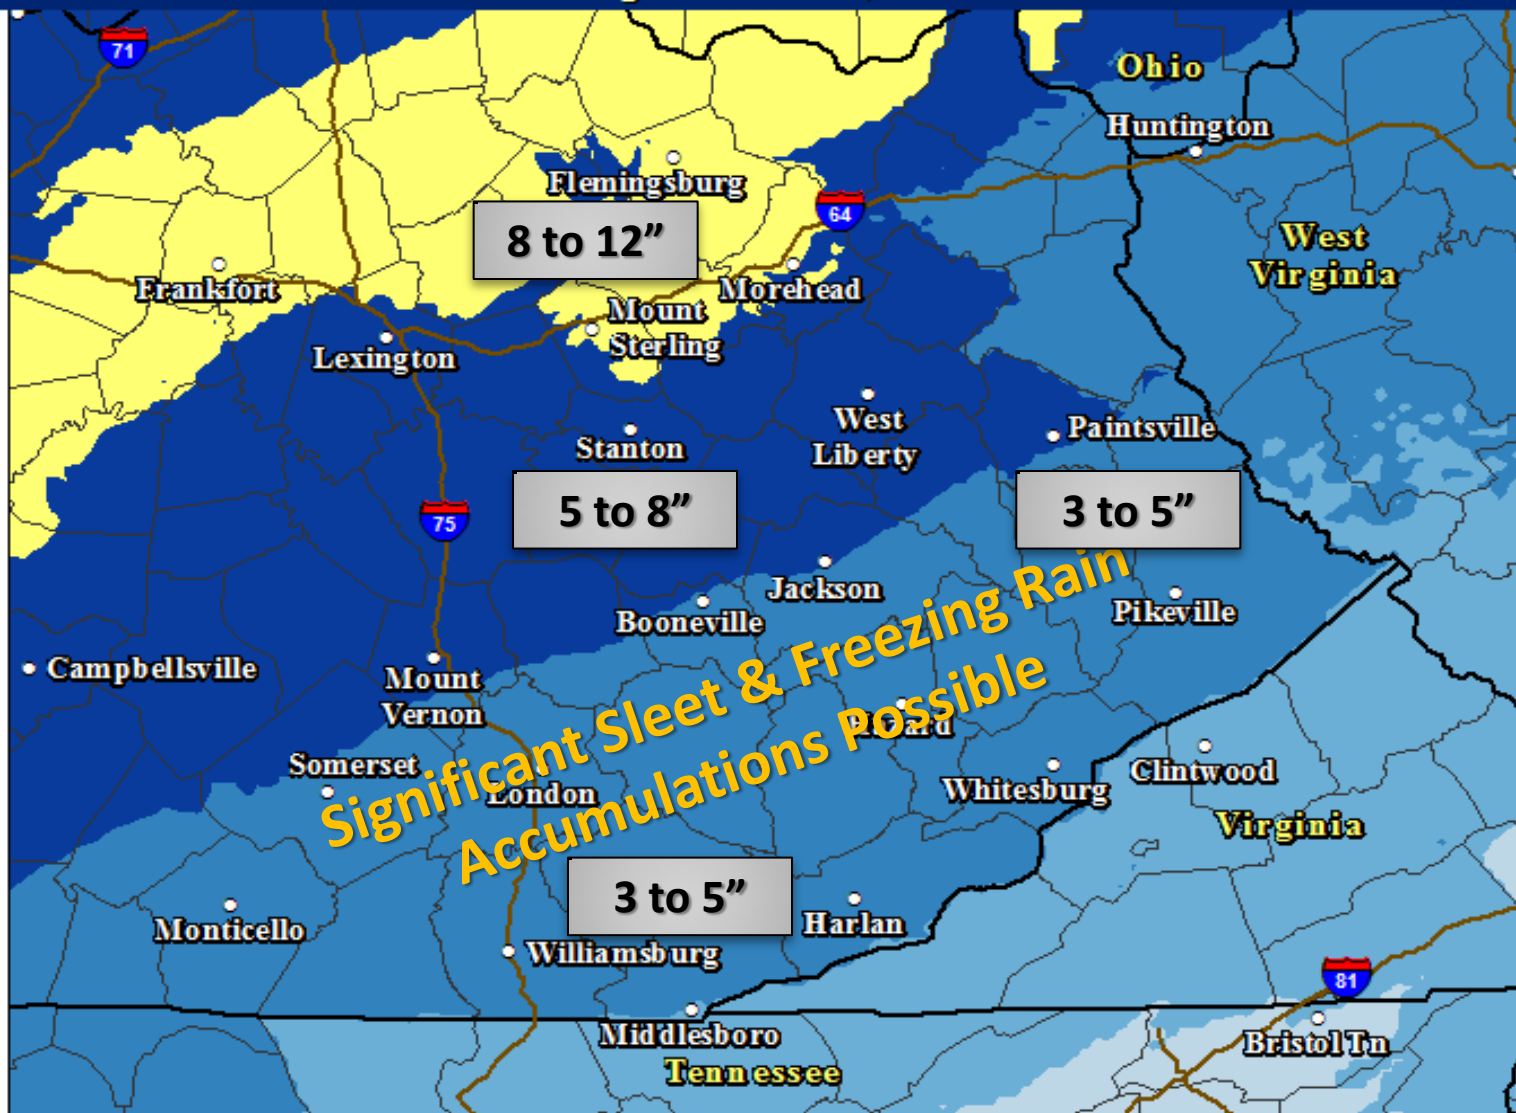 71
Ohio
Huntington
Flemingsburg
64
8 to 12”
West
Virginia
Frankfort
Morehead
Mount
Sterling
Lexington
West
Liberty
Paintsville
Stanton
5 to 8”
3 to 5”
75
Jackson
Booneville
Pikeville
Significant Sleet & Freezing Rain
Accumulations Possible
Campbellsville
Mount
Vernon
Hazard
Somerset
London
Whitesburg
Clintwood
Virginia
3 to 5”
Monticello
Harlan
Williamsburg
81
Middlesboro
Bristol Tn
Tennessee